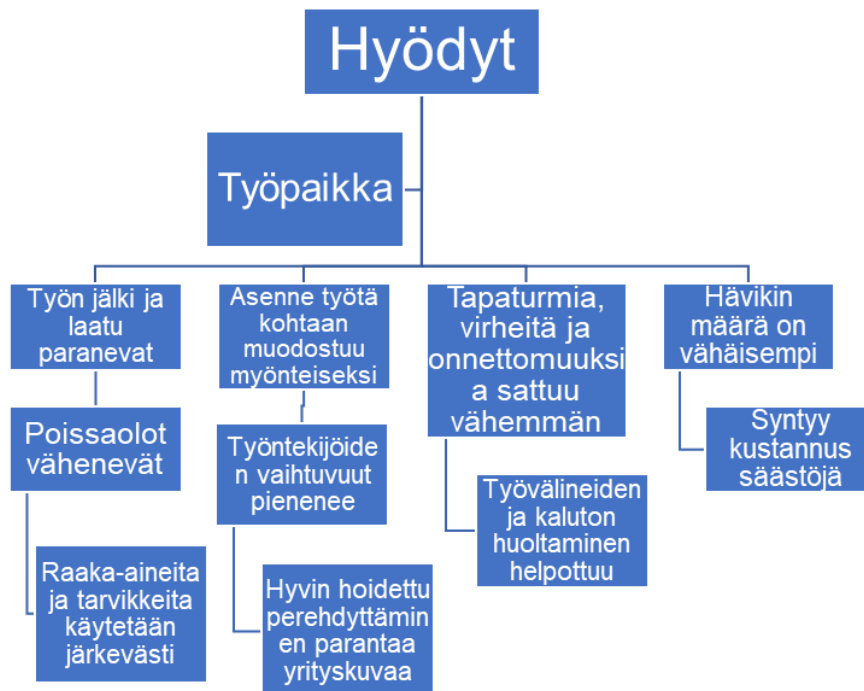 Hyödyt
Työpaikka
Työn jälki ja
laatu
paranevat
Asenne työtä
kohtaan
muodostuu
myönteiseksi
Tapaturmia,
virheitä ja
onnettomuuksi
a sattuu
vähemmän
Hävikin
määrä on
vähäisempi
Poissaolot
vähenevät
Työntekijöide
n vaihtuvuut
pienenee
Työvälineiden
ja kaluton
huoltaminen
helpottuu
Syntyy
kustannus
säästöjä
Raaka-aineita
ja tarvikkeita
käytetään
järkevästi
Hyvin hoidettu
perehdyttämin
en parantaa
yrityskuvaa